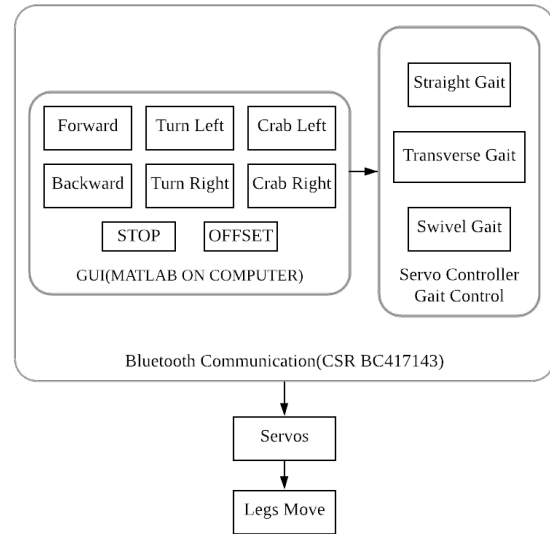 Forward
Turn Left
Crab Left
Backward
Turn Right
Crab Right
STOP
OFFSET
GUI(MATLAB ON COMPUTER)
Straight Gait
Transverse Gait
Swivel Gait
Servo Controller
Gait Control
Bluetooth Communication(CSR BC417143)
Servos
Legs Move